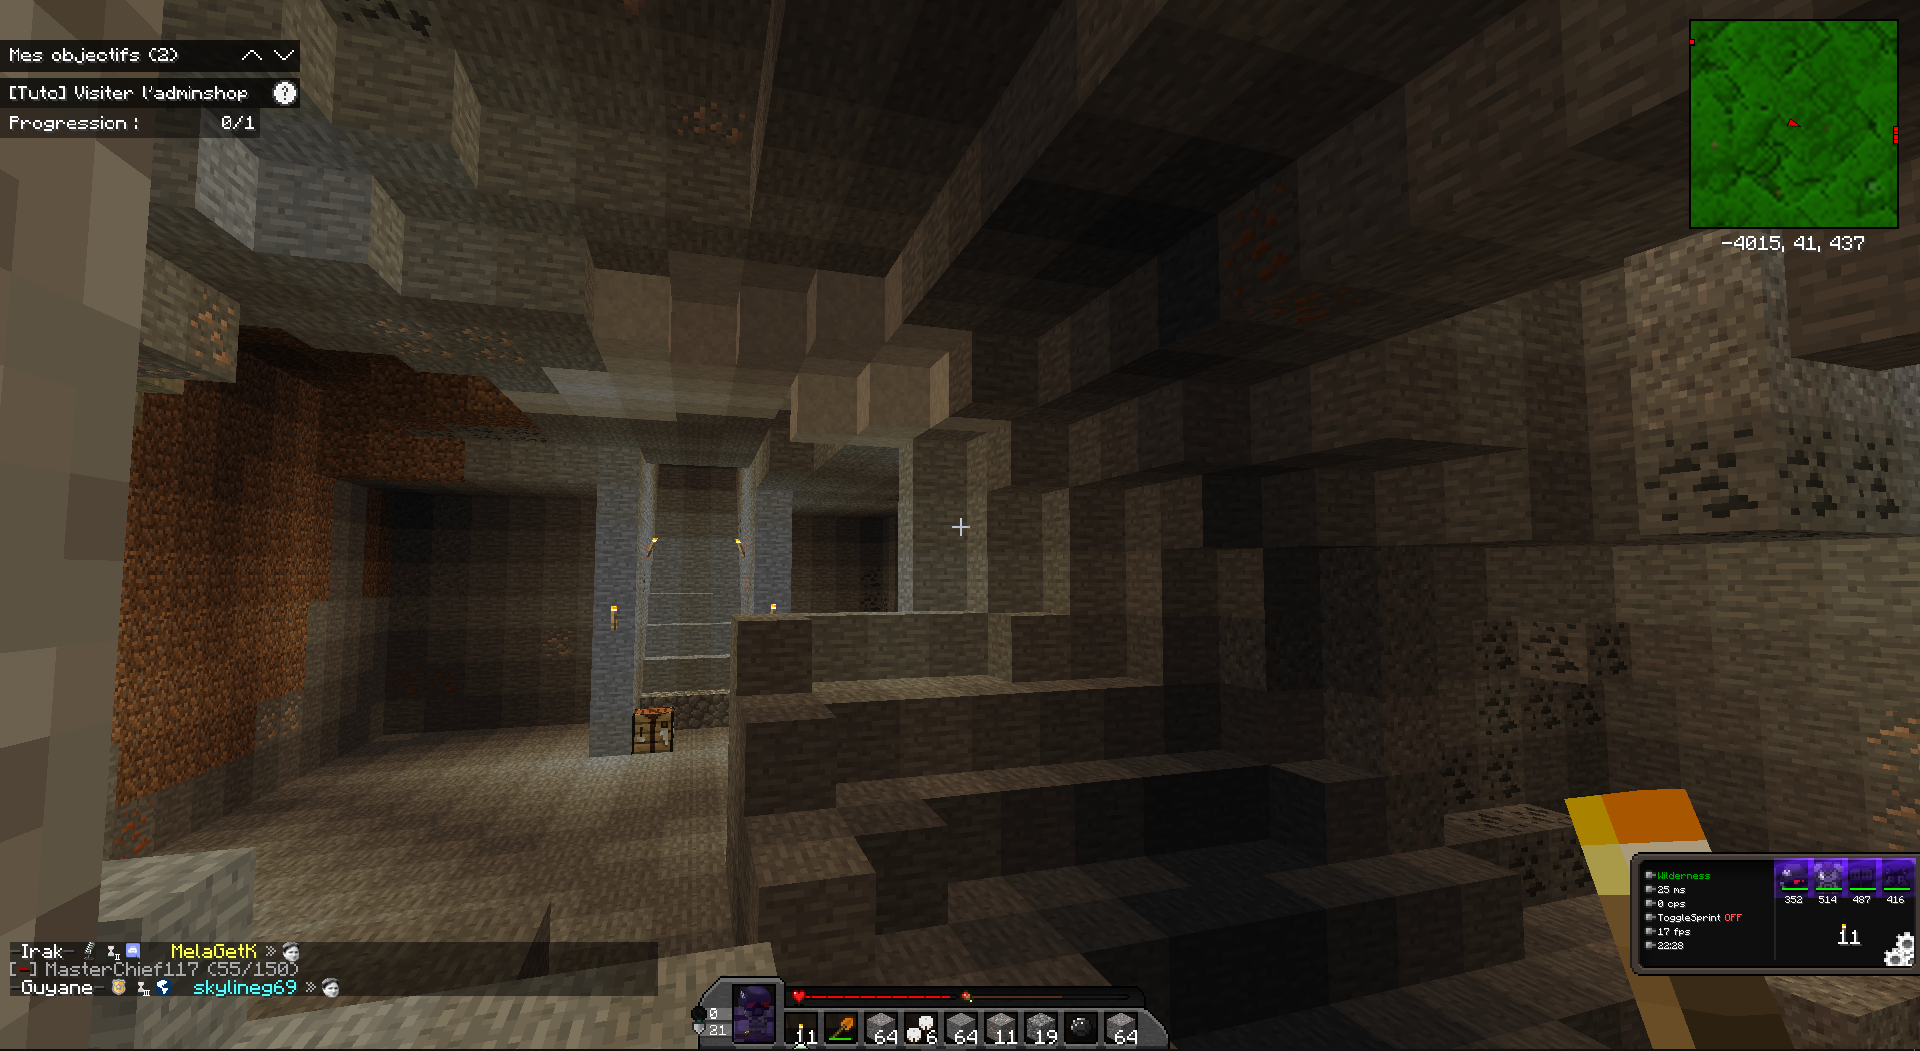 Mes objectifs (2)
[Tuto] Visiter l'adminshop ?
Progression : 0/1
-4015, 41, 437
Wilderness
25 ms
0 cps
ToggleSprint OFF
17 fps
22:28
352 514 487 416
11
-Irak- MelaGetK »
[-] MasterChief117 (55/150)
-Guyane- skylineg69 »
0
21
11 64 6 64 11 19 64